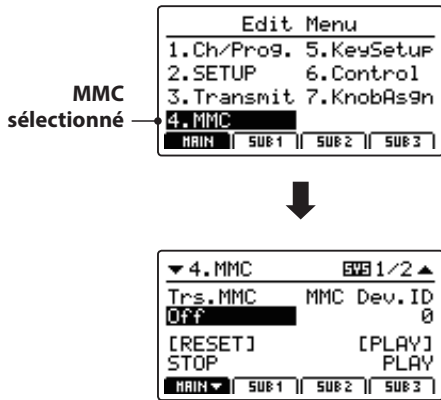 Edit Menu
1.Ch/Prog. 5.KeySetup
2.SETUP 6.Control
3.Transmit 7.KnobAsgn
4.MMC
MAIN SUB1 SUB2 SUB3
MMC
sélectionné
▼4.MMC SYS 1/2▲
Trs.MMC MMC Dev.ID
Off 0
[RESET] [PLAY]
STOP PLAY
MAIN▼ SUB1 SUB2 SUB3